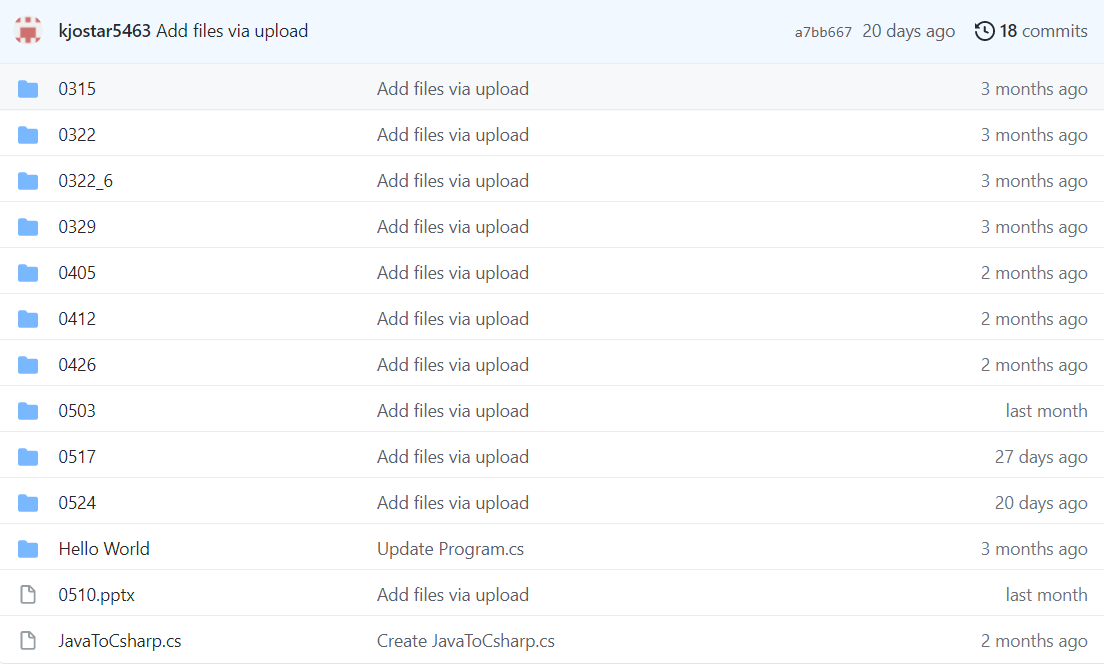 kjostar5463 Add files via upload a7bb667 20 days ago 18 commits
0315 Add files via upload 3 months ago
0322 Add files via upload 3 months ago
0322_6 Add files via upload 3 months ago
0329 Add files via upload 3 months ago
0405 Add files via upload 2 months ago
0412 Add files via upload 2 months ago
0426 Add files via upload 2 months ago
0503 Add files via upload last month
0517 Add files via upload 27 days ago
0524 Add files via upload 20 days ago
Hello World Update Program.cs 3 months ago
0510.pptx Add files via upload last month
JavaToCsharp.cs Create JavaToCsharp.cs 2 months ago